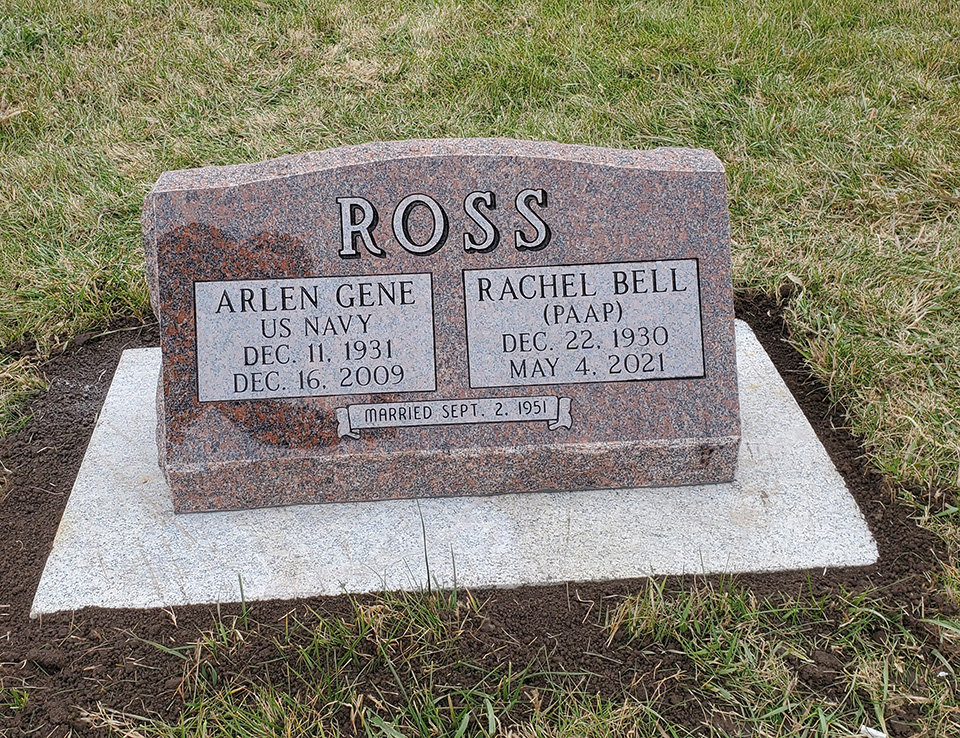 ROSS
ARLEN GENE
US NAVY
DEC. 11, 1931
DEC. 16, 2009
RACHEL BELL
(PAAP)
DEC. 22, 1930
MAY 4, 2021
MARRIED SEPT. 2, 1951